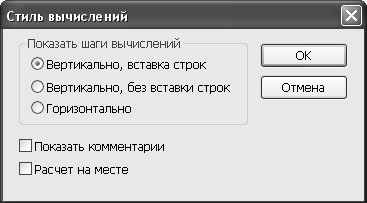 Стиль вычислений
Показать шаги вычислений
Вертикально, вставка строк
Вертикально, без вставки строк
Горизонтально
OK
Отмена
Показать комментарии
Расчет на месте